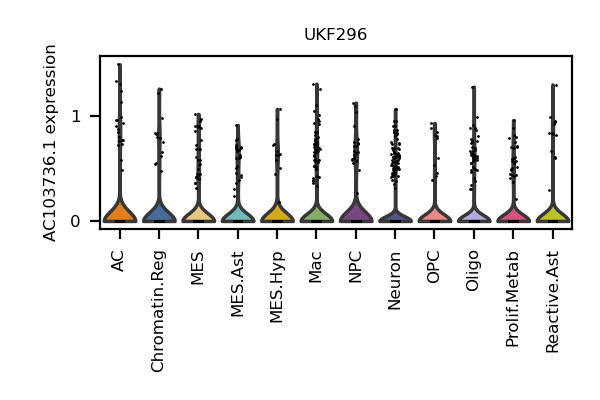 UKF296
AC103736.1 expression
1
0
AC
Chromatin.Reg
MES
MES.Ast
MES.Hyp
Mac
NPC
Neuron
OPC
Oligo
Prolif.Metab
Reactive.Ast